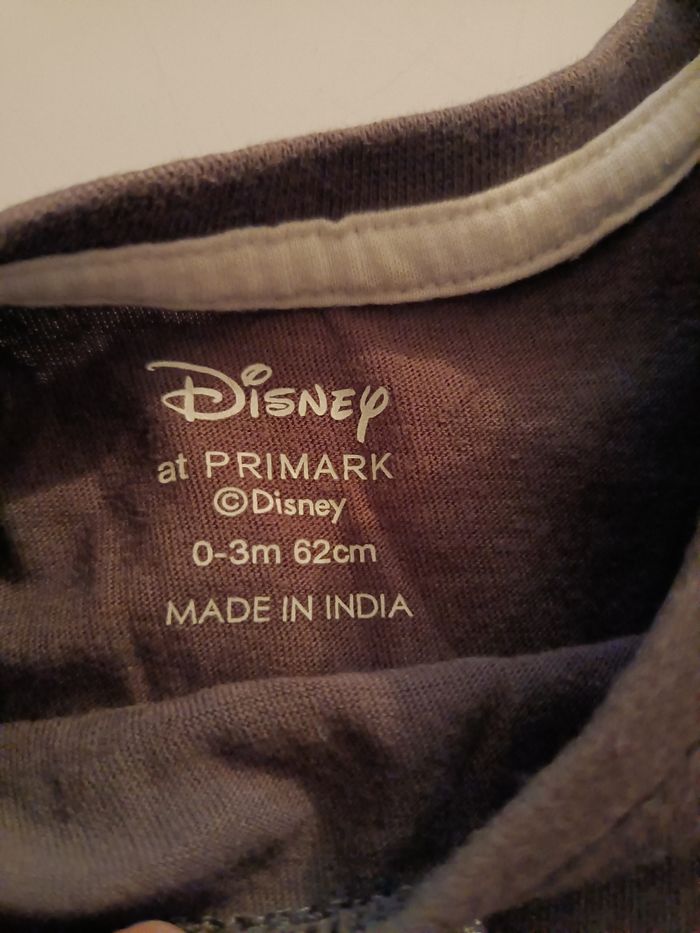 Disney
at PRIMARK
©Disney
0-3m 62cm
MADE IN INDIA